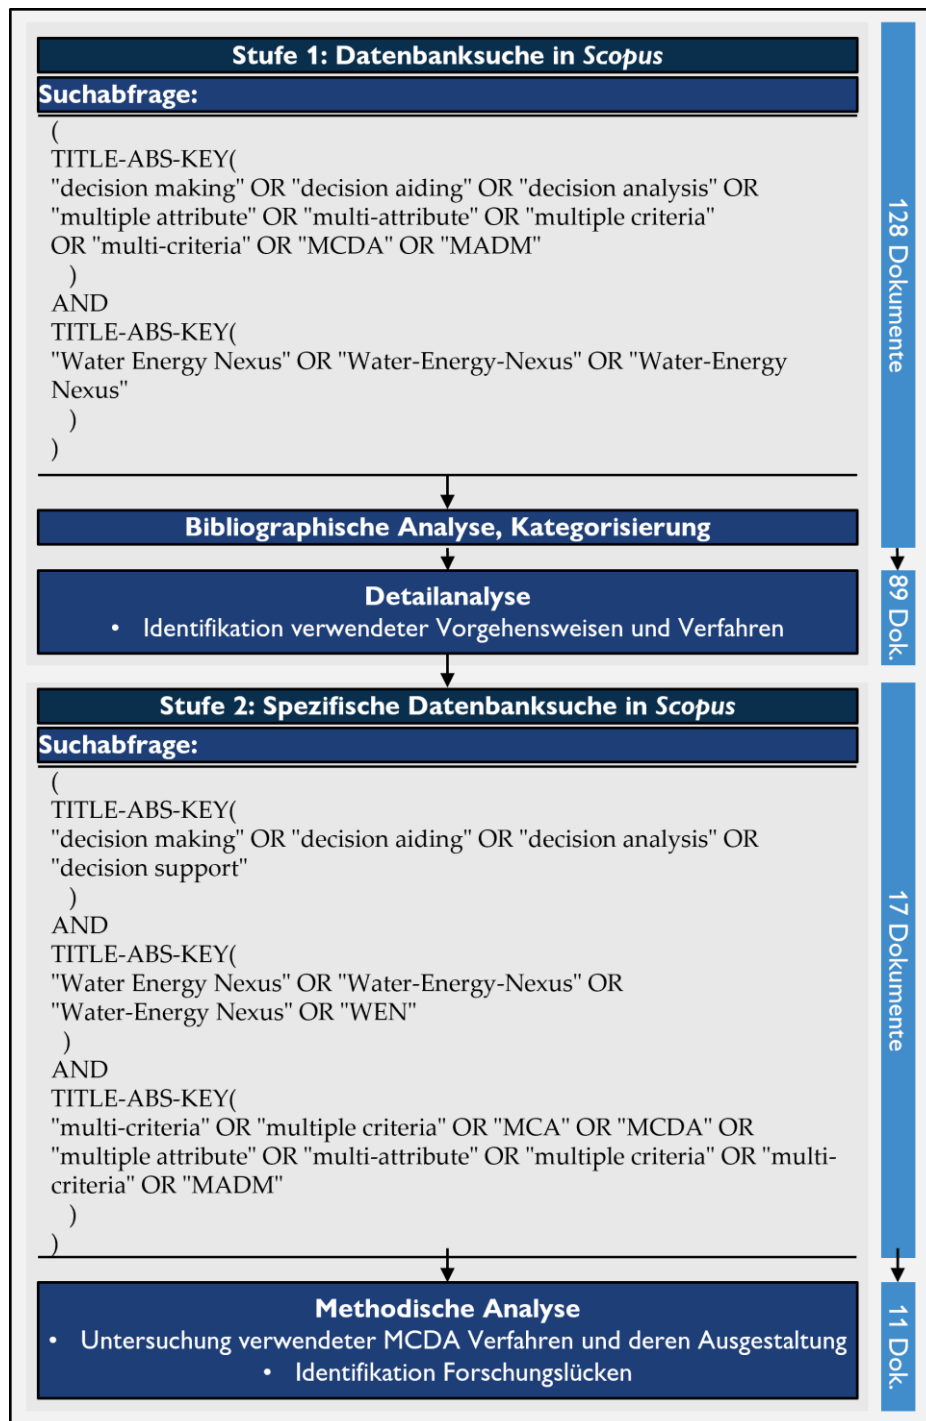 Stufe 1: Datenbanksuche in Scopus
Suchabfrage:
(
TITLE-ABS-KEY(
"decision making" OR "decision aiding" OR "decision analysis" OR
"multiple attribute" OR "multi-attribute" OR "multiple criteria"
OR "multi-criteria" OR "MCDA" OR "MADM"
)
AND
TITLE-ABS-KEY(
"Water Energy Nexus" OR "Water-Energy-Nexus" OR "Water-Energy
Nexus"
)
)
128 Dokumente
Bibliographische Analyse, Kategorisierung
Detailanalyse
• Identifikation verwendeter Vorgehensweisen und Verfahren
89 Dok.
Stufe 2: Spezifische Datenbanksuche in Scopus
Suchabfrage:
(
TITLE-ABS-KEY(
"decision making" OR "decision aiding" OR "decision analysis" OR
"decision support"
)
AND
TITLE-ABS-KEY(
"Water Energy Nexus" OR "Water-Energy-Nexus" OR
"Water-Energy Nexus" OR "WEN"
)
AND
TITLE-ABS-KEY(
"multi-criteria" OR "multiple criteria" OR "MCA" OR "MCDA" OR
"multiple attribute" OR "multi-attribute" OR "multiple criteria" OR "multi-
criteria" OR "MADM"
)
)
17 Dokumente
Methodische Analyse
• Untersuchung verwendeter MCDA Verfahren und deren Ausgestaltung
• Identifikation Forschungslücken
11 Dok.